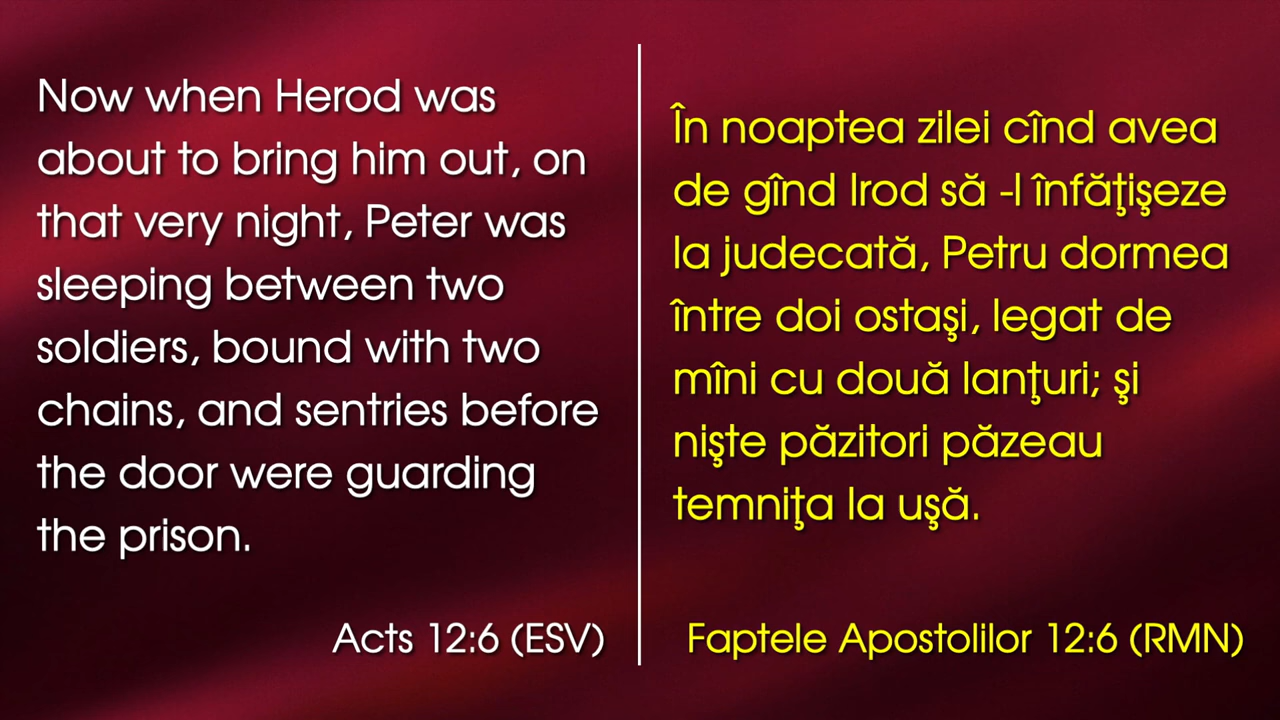 Now when Herod was
about to bring him out, on
that very night, Peter was
sleeping between two
soldiers, bound with two
chains, and sentries before
the door were guarding
the prison.
Acts 12:6 (ESV)
În noaptea zilei cînd avea
de gînd Irod să -l înfăţişeze
la judecată, Petru dormea
între doi ostaşi, legat de
mîni cu două lanţuri; şi
nişte păzitori păzeau
temniţa la uşă.
Faptele Apostolilor 12:6 (RMN)